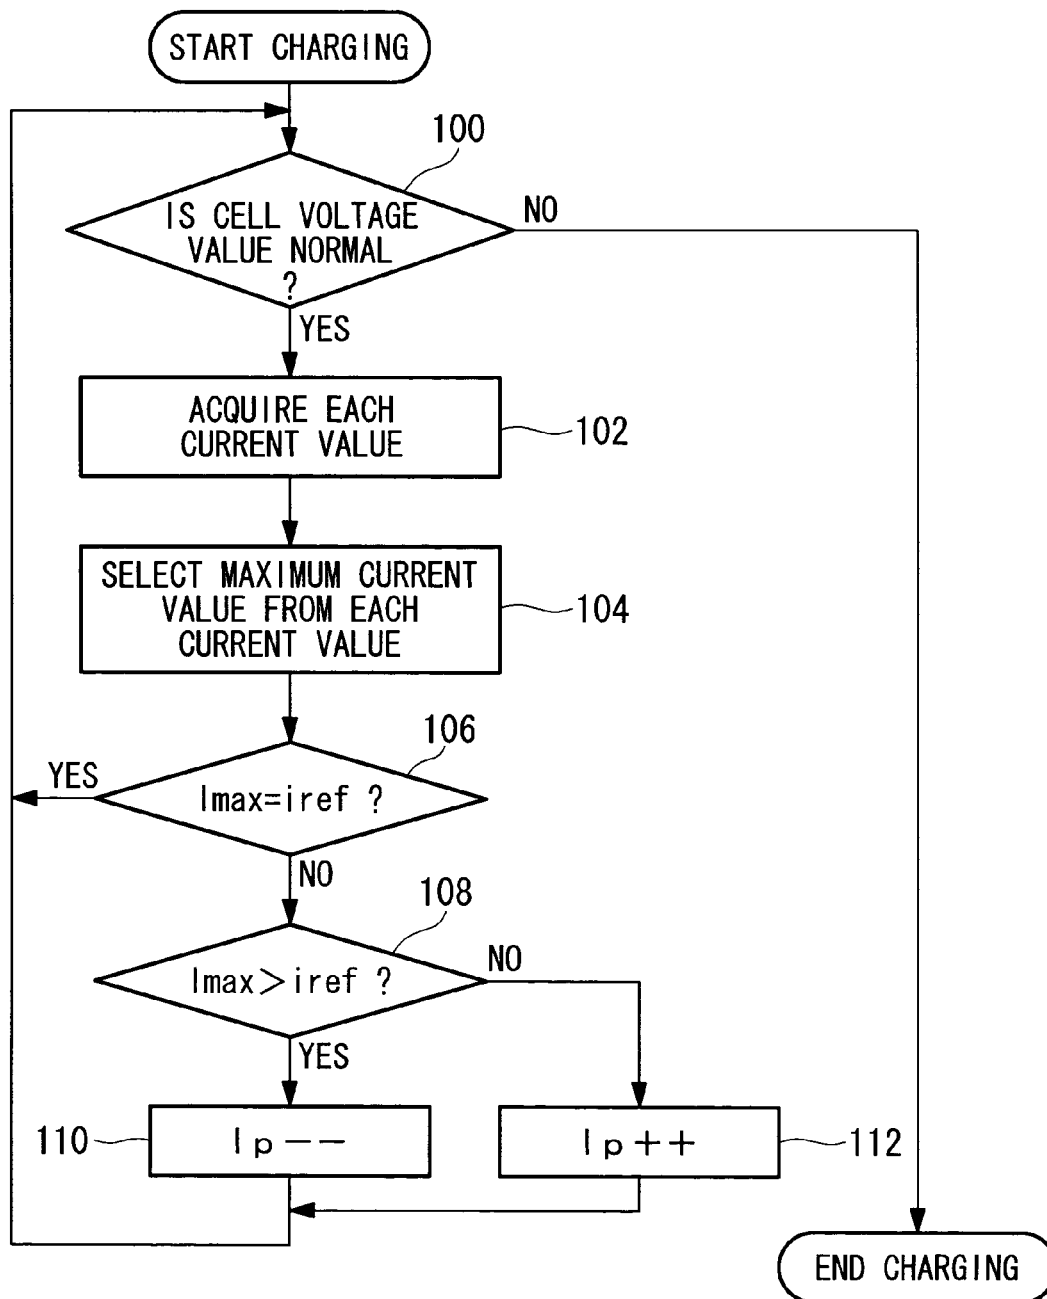 START CHARGING
100
IS CELL VOLTAGE
VALUE NORMAL
?
NO
YES
ACQUIRE EACH
CURRENT VALUE
102
SELECT MAXIMUM CURRENT
VALUE FROM EACH
CURRENT VALUE
104
106
YES
Imax=iref ?
NO
108
Imax>iref ?
NO
YES
110
Ip--
Ip++
112
END CHARGING